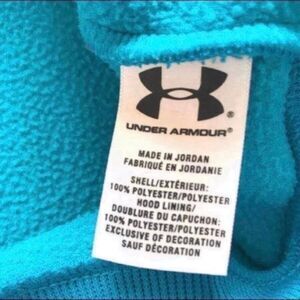 UNDER ARMOUR®
MADE IN JORDAN
FABRIQUÉ EN JORDANIE
SHELL/EXTÉRIEUR:
100% POLYESTER/POLYESTER
HOOD LINING/
DOUBLURE DU CAPUCHON:
100% POLYESTER/POLYESTER
EXCLUSIVE OF DECORATION
SAUF DÉCORATION